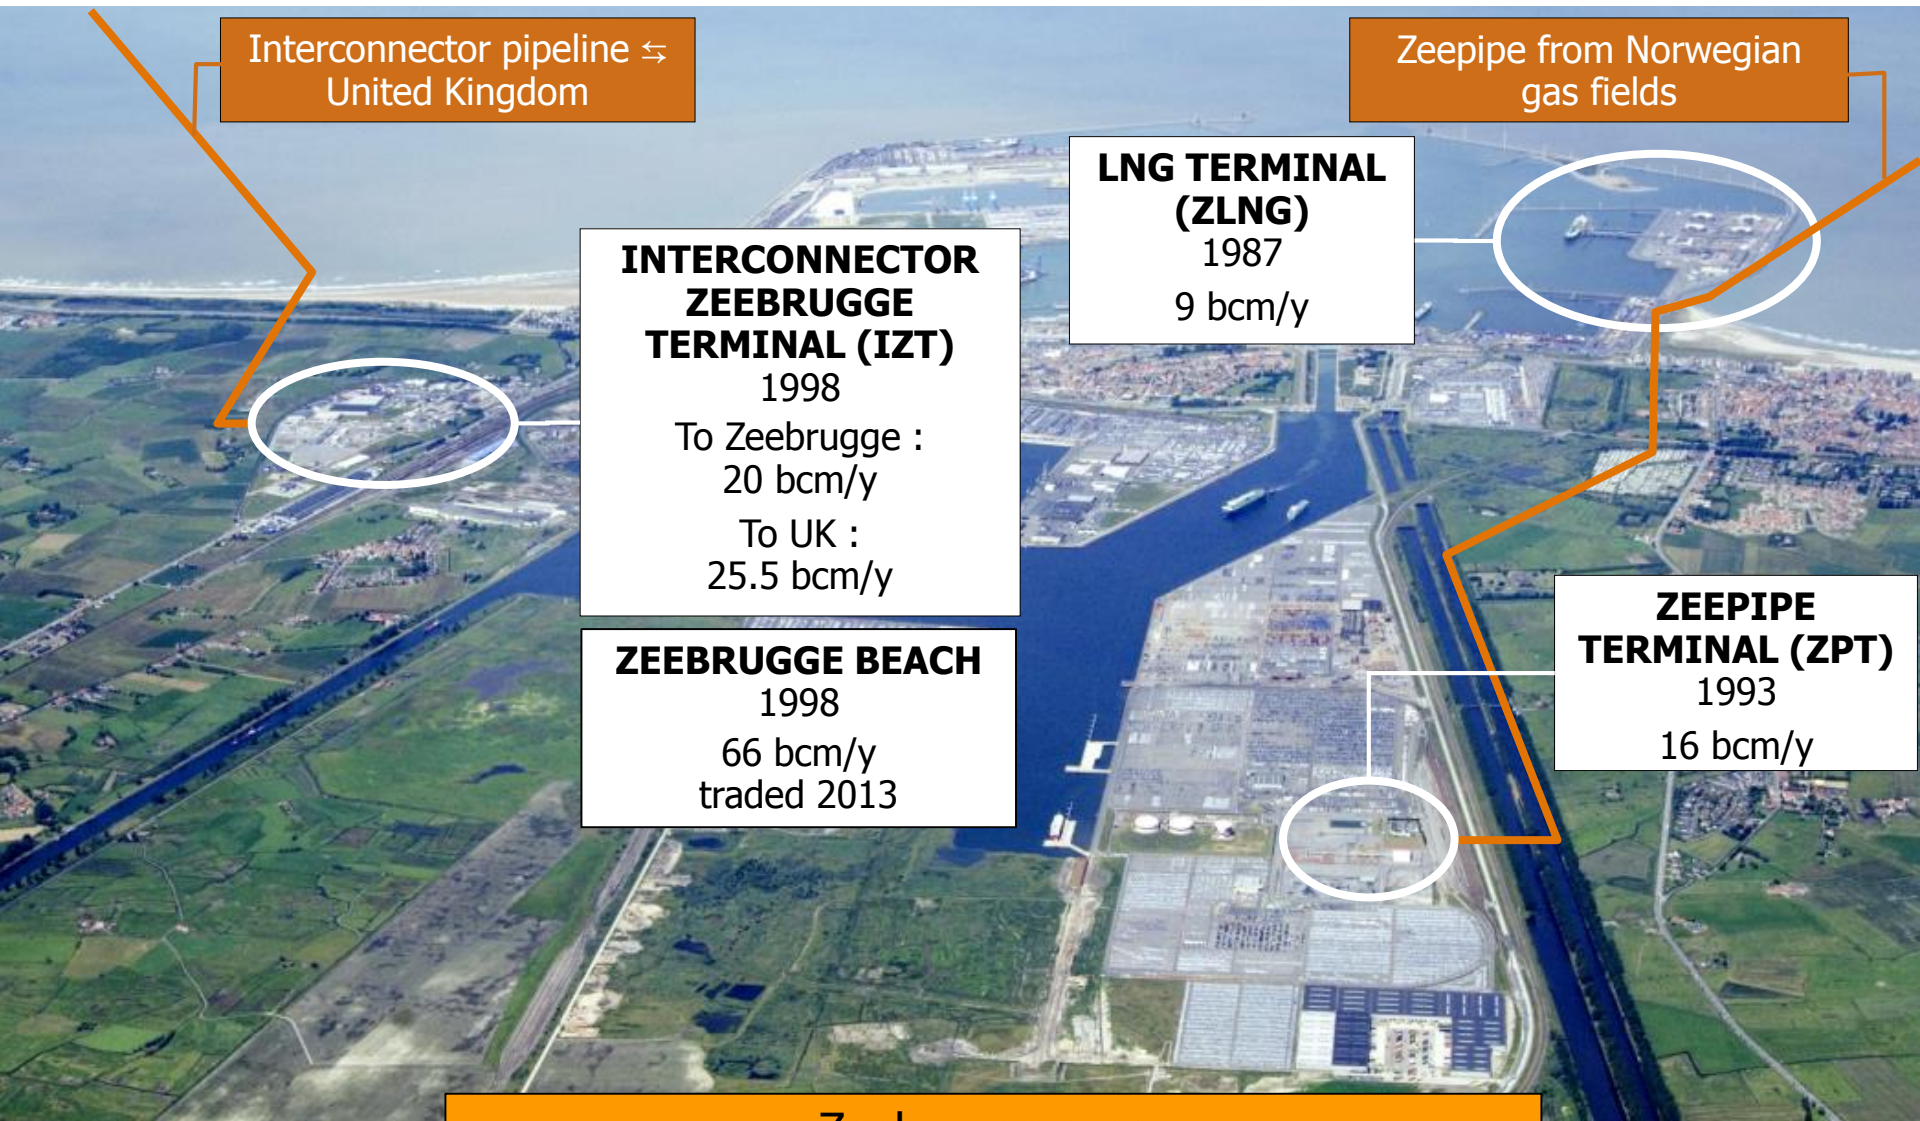 Interconnector pipeline ⇆
United Kingdom
Zeepipe from Norwegian
gas fields
LNG TERMINAL
(ZLNG)
1987
9 bcm/y
INTERCONNECTOR
ZEEBRUGGE
TERMINAL (IZT)
1998
To Zeebrugge :
20 bcm/y
To UK :
25.5 bcm/y
ZEEBRUGGE BEACH
1998
66 bcm/y
traded 2013
ZEEPIPE
TERMINAL (ZPT)
1993
16 bcm/y